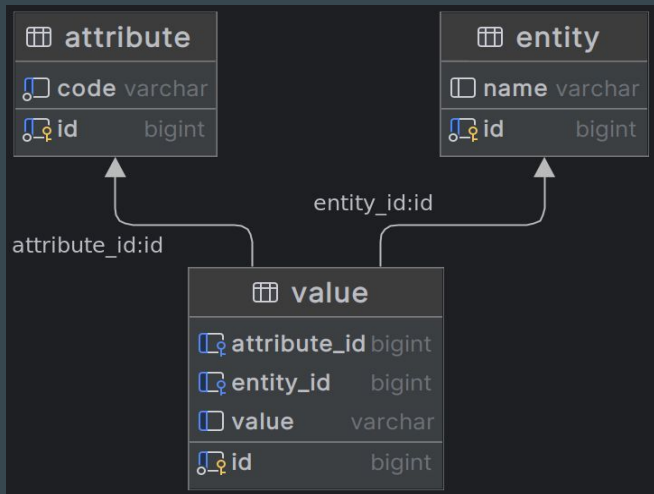 attribute
code varchar
id bigint
entity
name varchar
id bigint
entity_id:id
attribute_id:id
value
attribute_id bigint
entity_id bigint
value varchar
id bigint